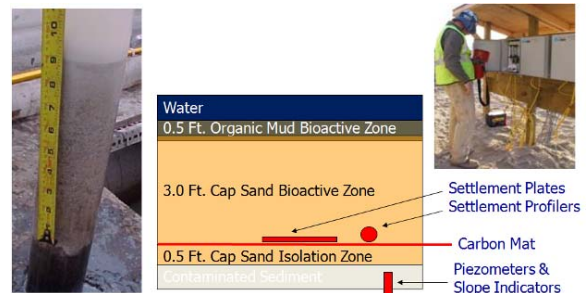 Water
0.5 Ft. Organic Mud Bioactive Zone
3.0 Ft. Cap Sand Bioactive Zone
Settlement Plates
Settlement Profilers
Carbon Mat
0.5 Ft. Cap Sand Isolation Zone
Contaminated Sediment
Piezometers &
Slope Indicators